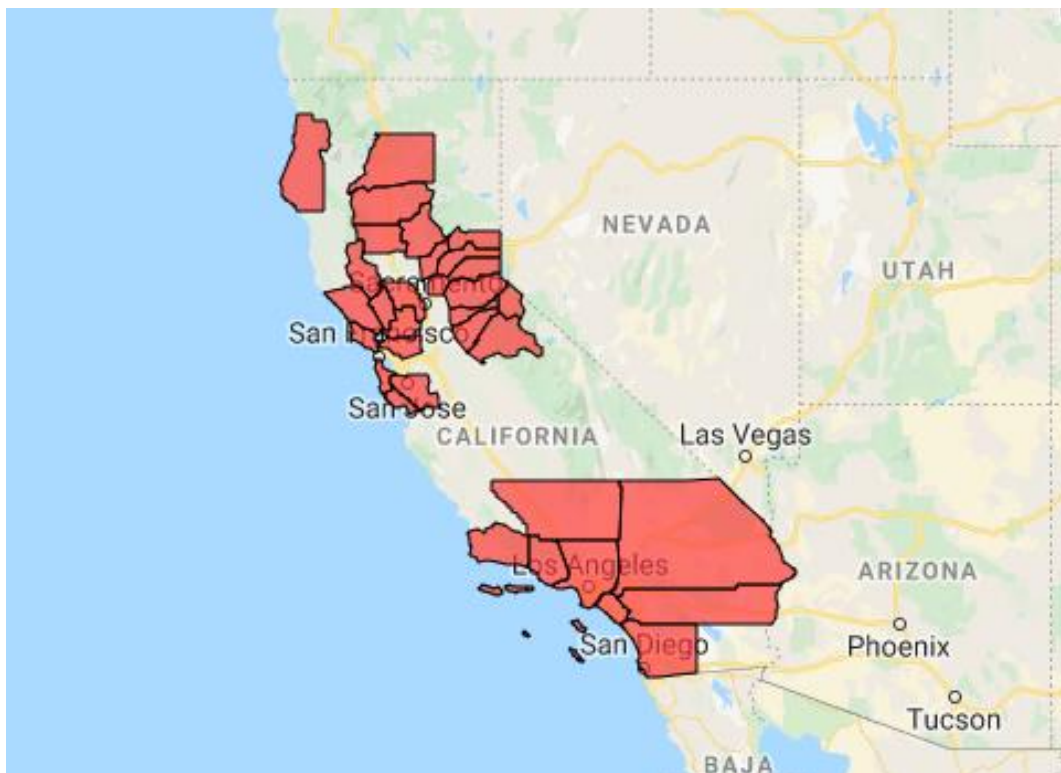 NEVADA
UTAH
Sacramento
San Francisco
San Jose
CALIFORNIA
Las Vegas
Los Angeles
ARIZONA
San Diego
Phoenix
Tucson
BAJA